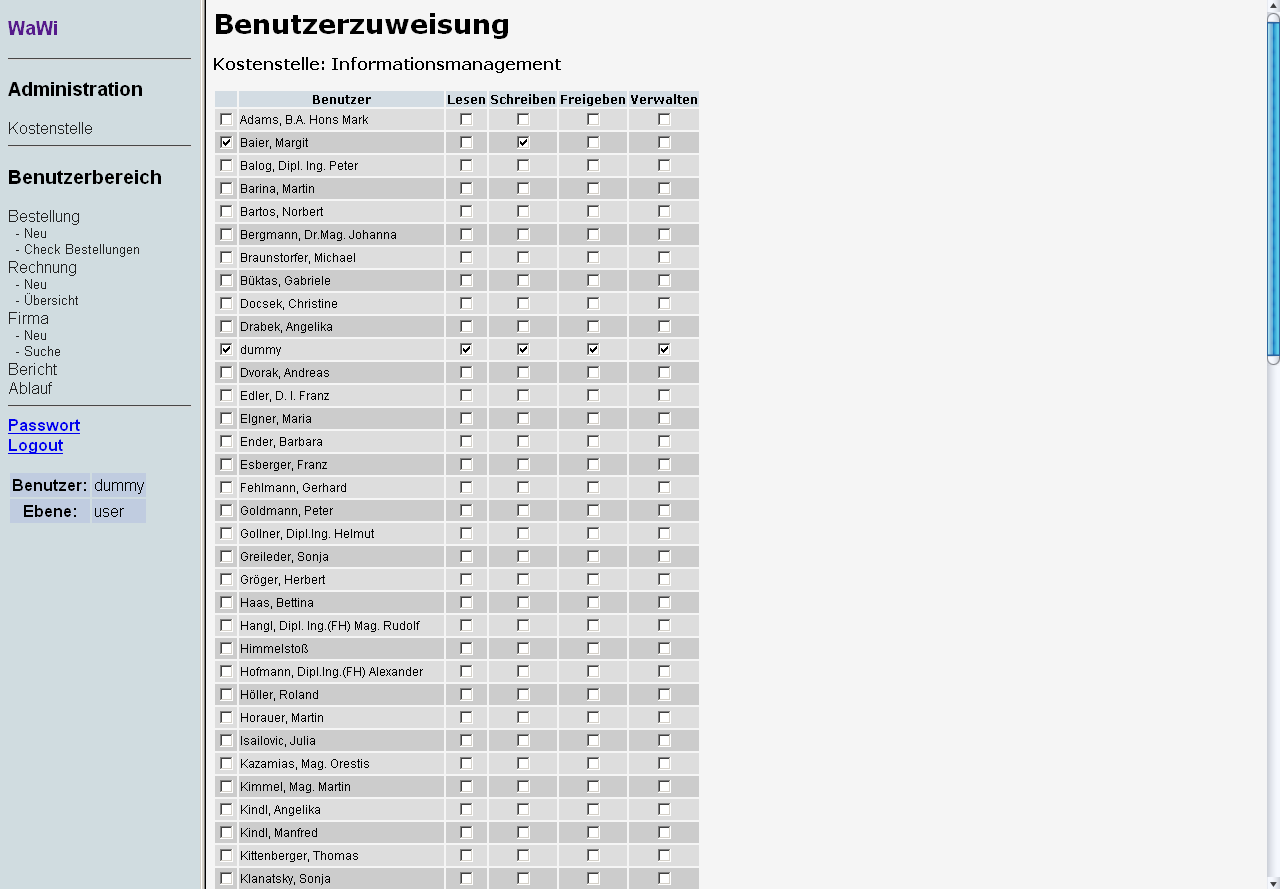 WaWi
Administration
Kostenstelle
Benutzerbereich
Bestellung
- Neu
- Check Bestellungen
Rechnung
- Neu
- Übersicht
Firma
- Neu
- Suche
Bericht
Ablauf
Passwort
Logout
Benutzer: dummy
Ebene: user
Benutzerzuweisung
Kostenstelle: Informationsmanagement
Benutzer Lesen Schreiben Freigeben Verwalten
Adams, B.A. Hons Mark
Baier, Margit
Balog, Dipl. Ing. Peter
Barina, Martin
Bartos, Norbert
Bergmann, Dr.Mag. Johanna
Braunstorfer, Michael
Büktas, Gabriele
Docsek, Christine
Drabek, Angelika
dummy
Dvorak, Andreas
Edler, D. I. Franz
Elgner, Maria
Ender, Barbara
Esberger, Franz
Fehlmann, Gerhard
Goldmann, Peter
Gollner, Dipl.Ing. Helmut
Greileder, Sonja
Gröger, Herbert
Haas, Bettina
Hangl, Dipl. Ing.(FH) Mag. Rudolf
Himmelstoß
Hofmann, Dipl.Ing.(FH) Alexander
Höller, Roland
Horauer, Martin
Isailovic, Julia
Kazamias, Mag. Orestis
Kimmel, Mag. Martin
Kindl, Angelika
Kindl, Manfred
Kittenberger, Thomas
Klanatsky, Sonja